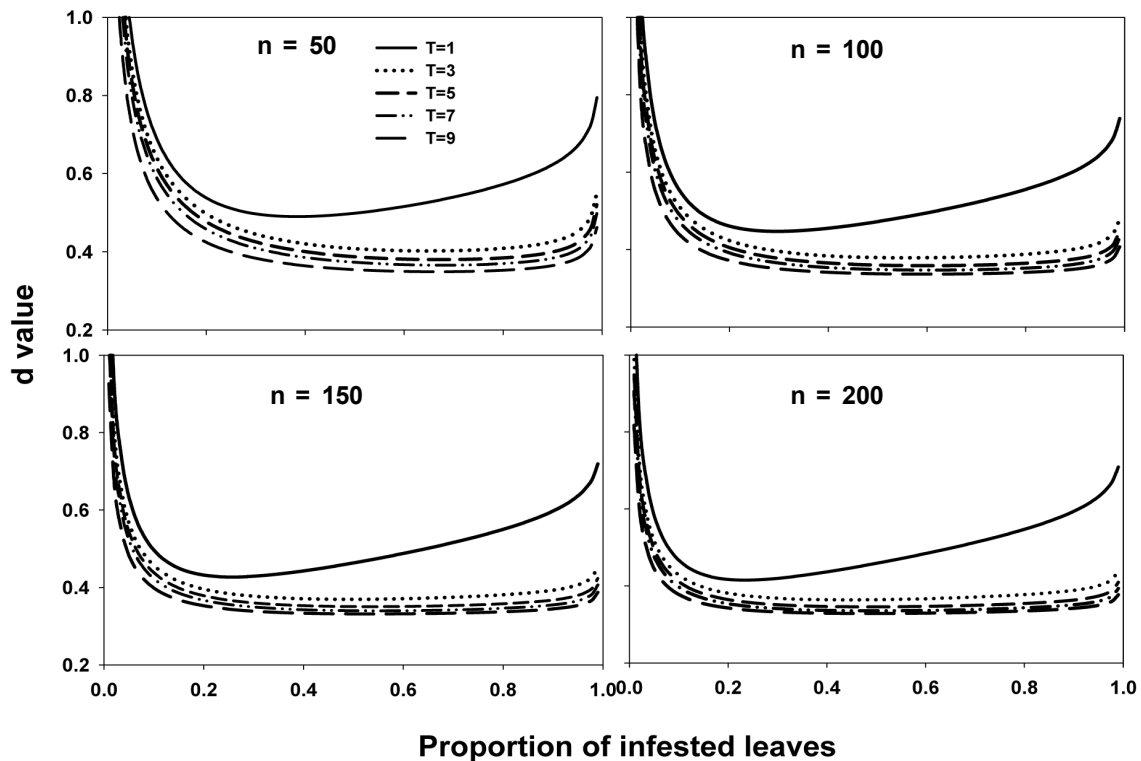 1.0
0.8
0.6
0.4
0.2
n = 50
T=1
T=3
T=5
T=7
T=9
n = 100
d value
1.0
0.8
0.6
0.4
0.2
n = 150
n = 200
0.0 0.2 0.4 0.6 0.8 1.0
0.0 0.2 0.4 0.6 0.8 1.0
Proportion of infested leaves